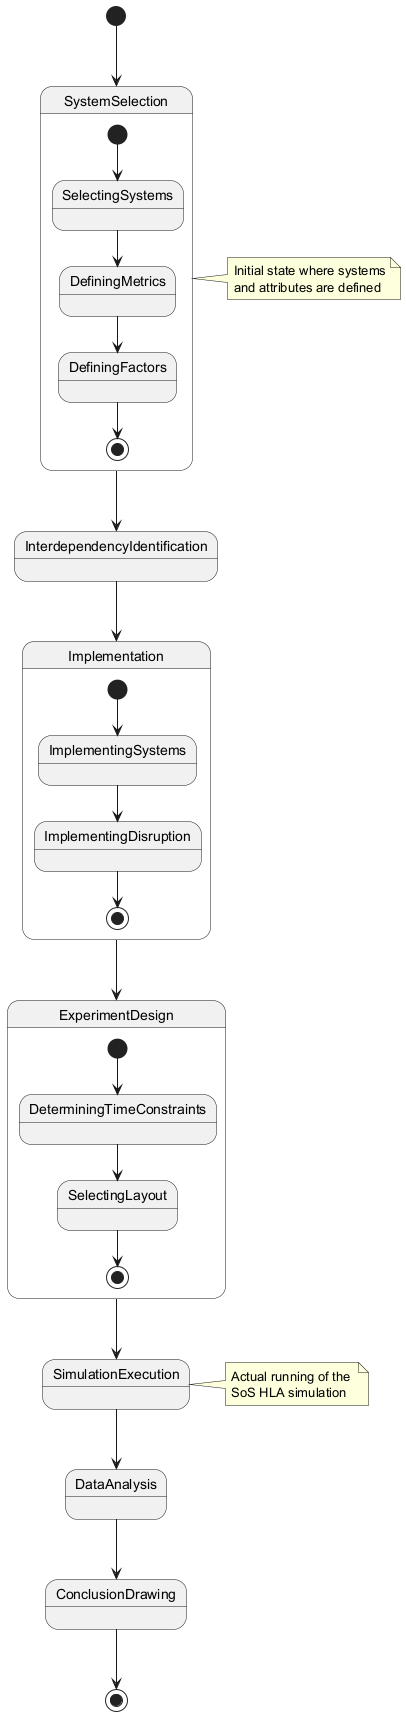 SystemSelection
SelectingSystems
DefiningMetrics
Initial state where systems
and attributes are defined
DefiningFactors
InterdependencyIdentification
Implementation
ImplementingSystems
ImplementingDisruption
ExperimentDesign
DeterminingTimeConstraints
SelectingLayout
SimulationExecution
Actual running of the
SoS HLA simulation
DataAnalysis
ConclusionDrawing